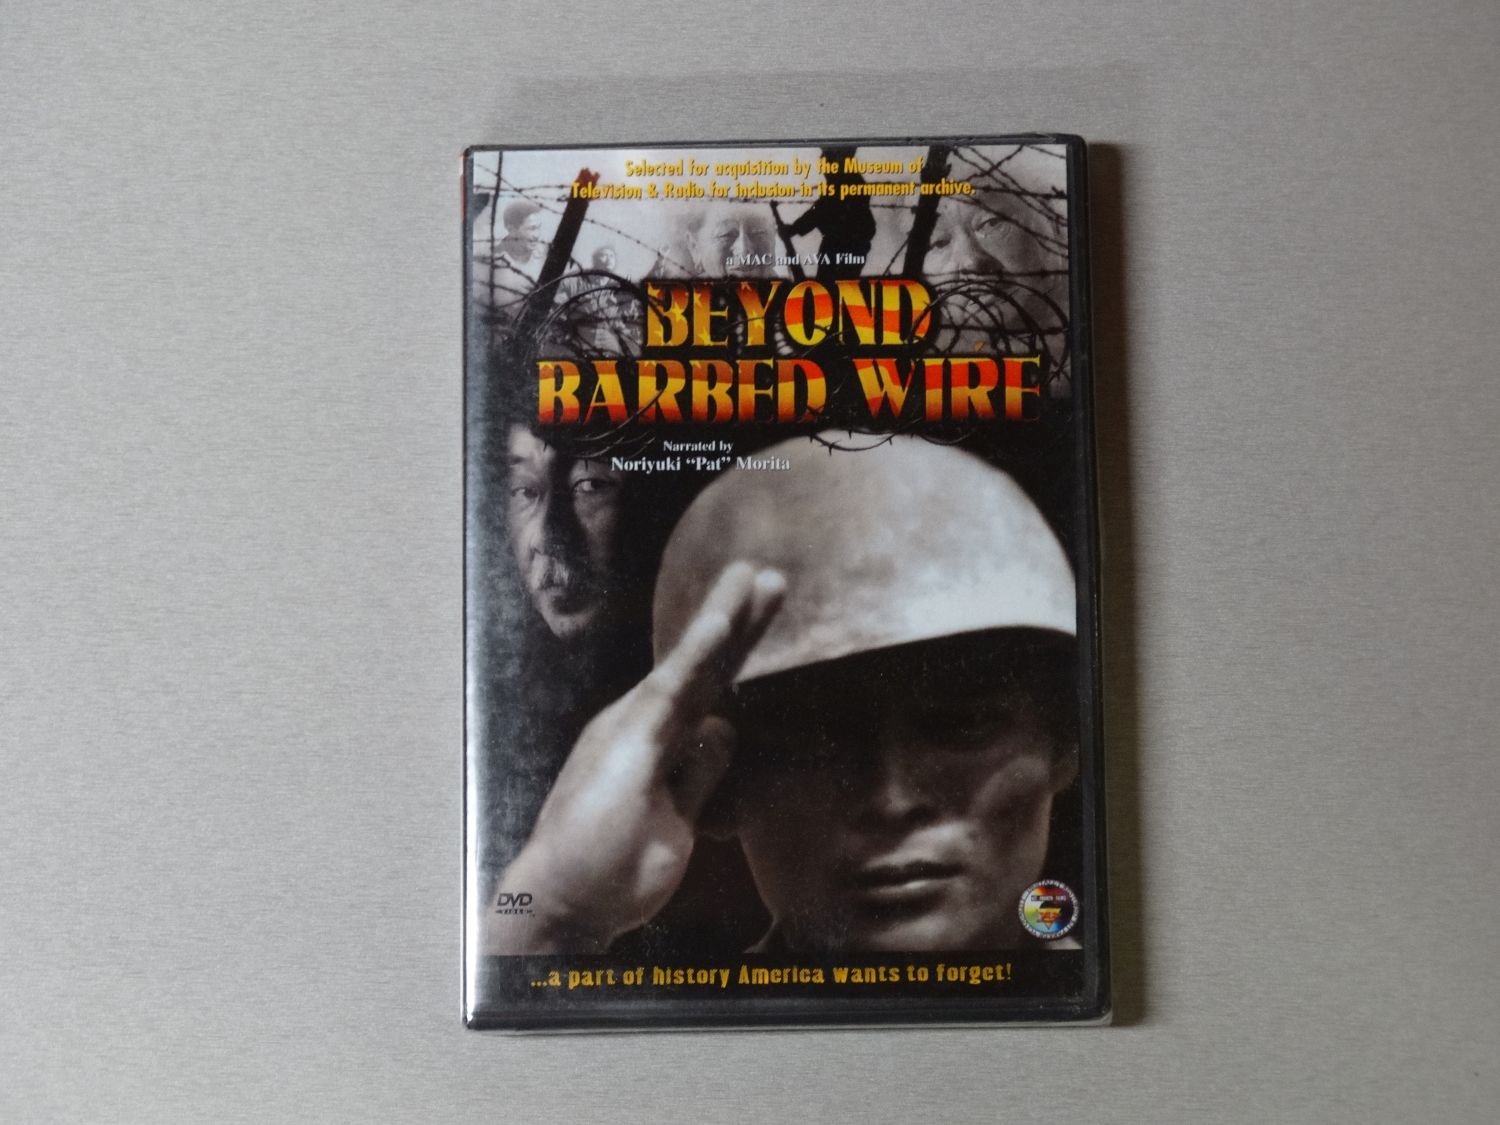 Selected for acquisition by the Museum of
Television & Radio for inclusion in its permanent archive.
a MAC and AVA Film
BEYOND
BARBED WIRE
Narrated by
Noriyuki “Pat” Morita
DVD
VIDEO
...a part of history America wants to forget!